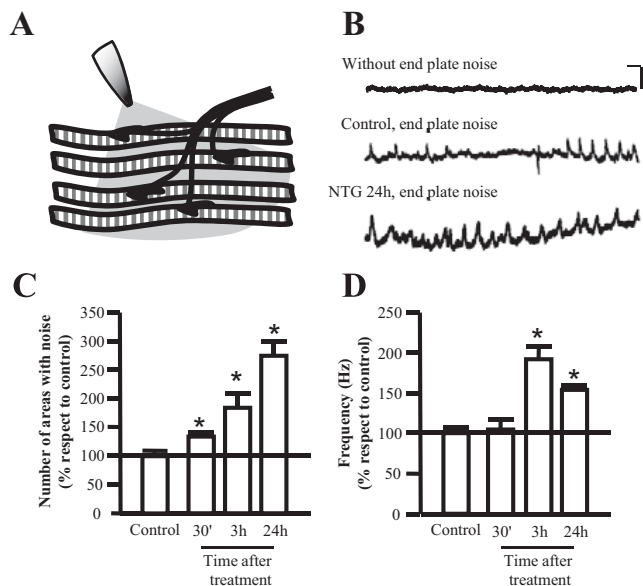 A
B
Without end plate noise
Control, end plate noise
NTG 24h, end plate noise
C
Number of areas with noise
(% respect to control)
350
300
250
200
150
100
50
0
*
*
*
Control
30'
3h
24h
Time after
treatment
D
Frequency (Hz)
(% respect to control)
250
200
150
100
50
0
*
*
Control
30'
3h
24h
Time after
treatment